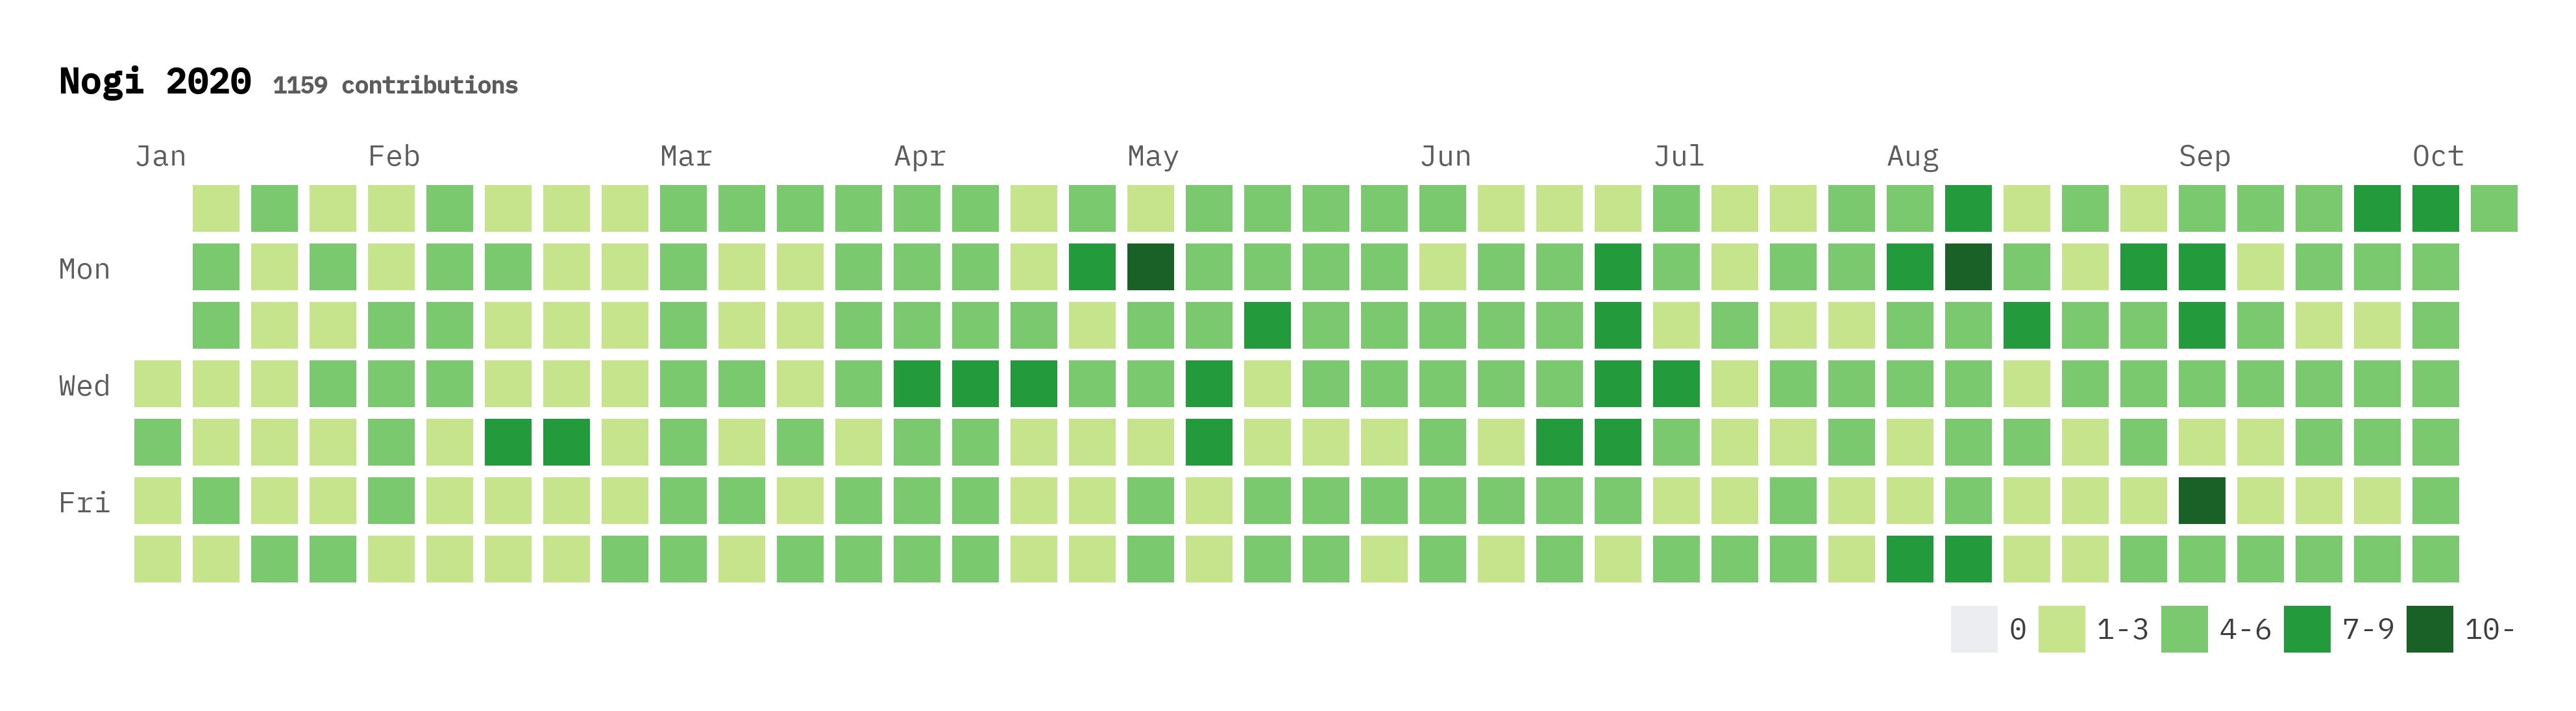 Nogi 2020 1159 contributions
Jan Feb Mar Apr May Jun Jul Aug Sep Oct
Mon
Wed
Fri
0 1-3 4-6 7-9 10-